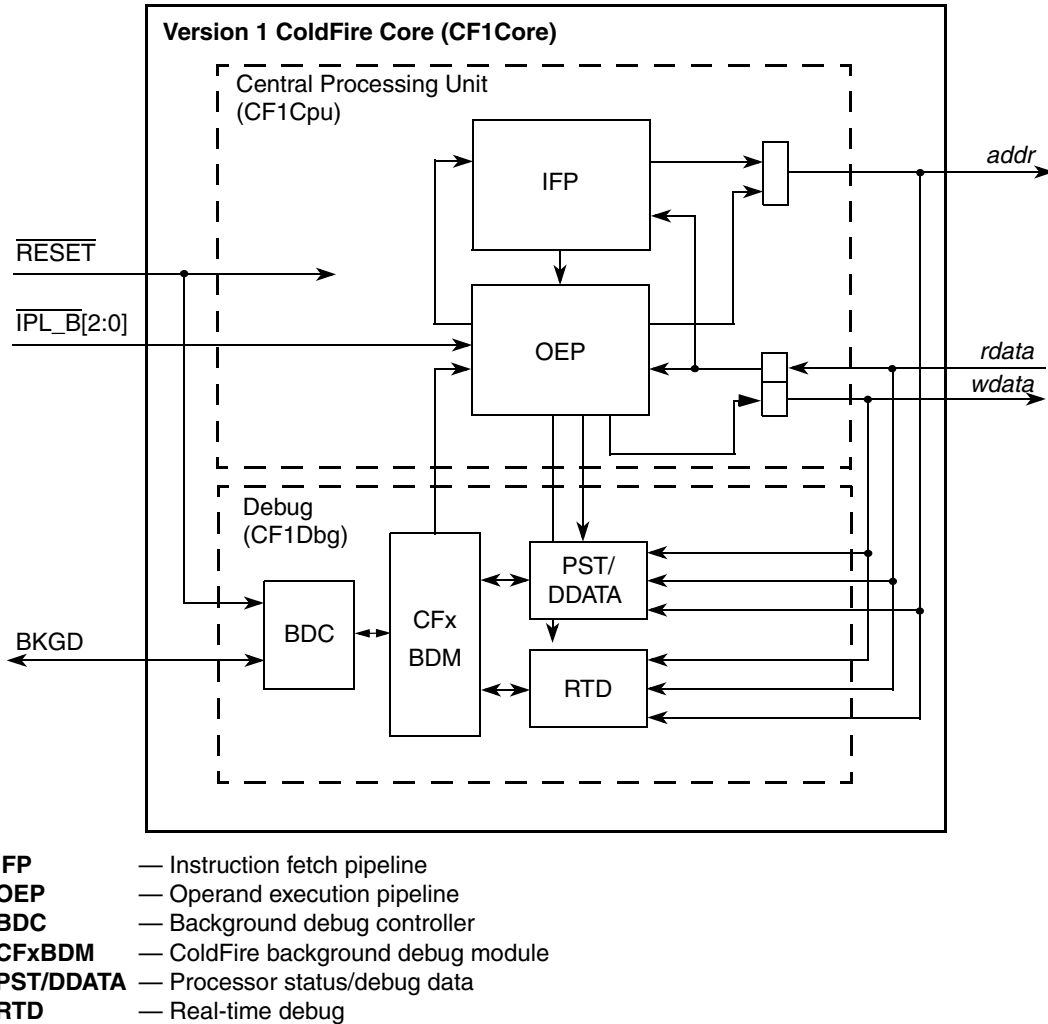 Version 1 ColdFire Core (CF1Core)
Central Processing Unit
(CF1Cpu)
IFP
addr
RESET
IPL_B[2:0]
OEP
rdata
wdata
Debug
(CF1Dbg)
PST/
DDATA
BDC
CFx
BDM
BKGD
RTD
IFP — Instruction fetch pipeline
OEP — Operand execution pipeline
BDC — Background debug controller
CFxBDM — ColdFire background debug module
PST/DDATA — Processor status/debug data
RTD — Real-time debug